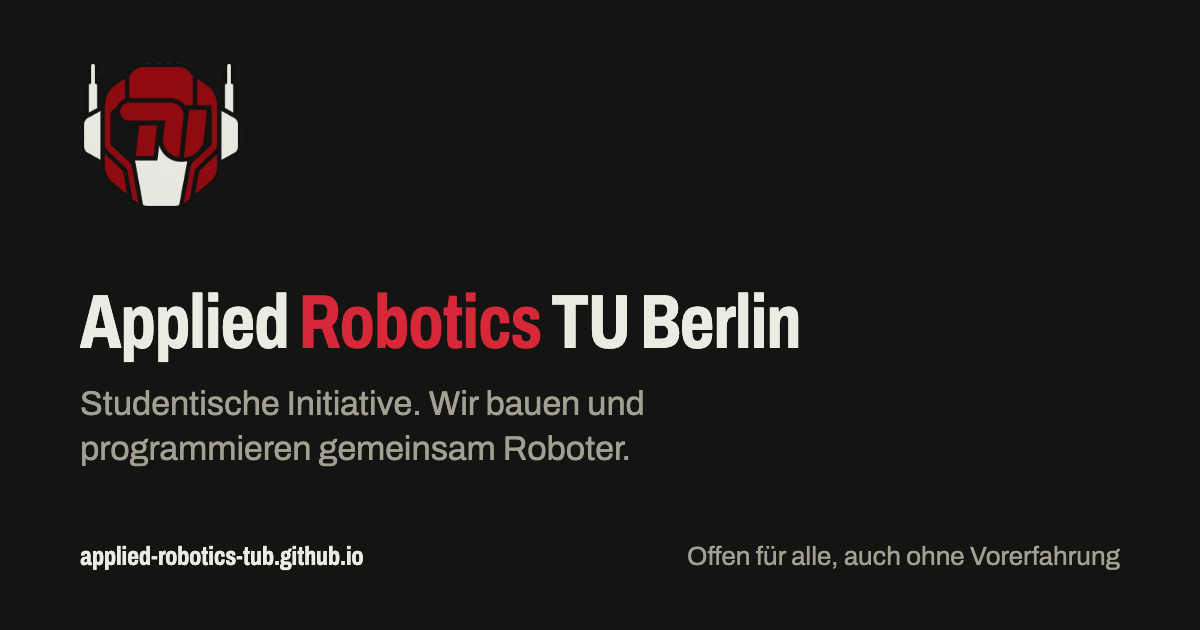 TU
Applied Robotics TU Berlin
Studentische Initiative. Wir bauen und
programmieren gemeinsam Roboter.
applied-robotics-tub.github.io
Offen für alle, auch ohne Vorerfahrung